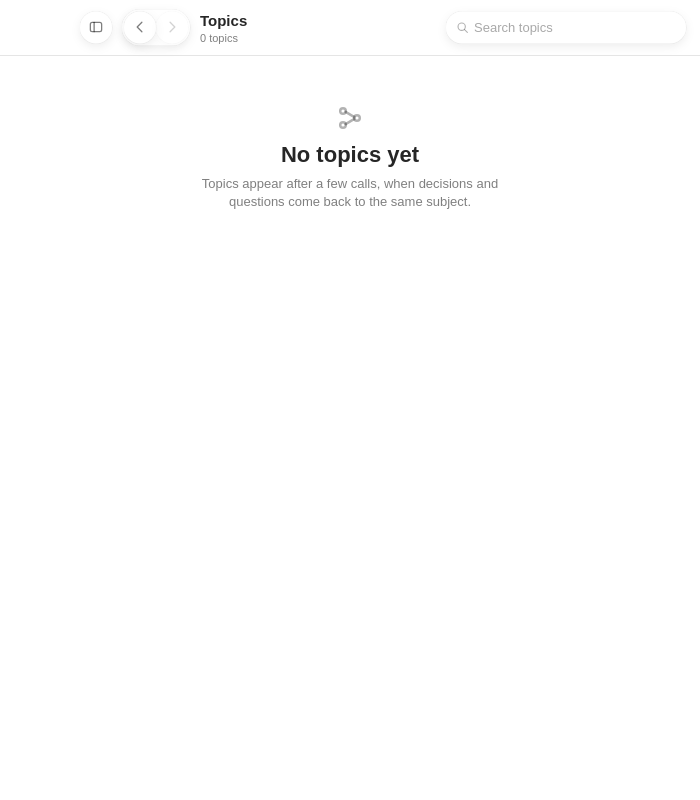 Topics
0 topics
Search topics
No topics yet
Topics appear after a few calls, when decisions and
questions come back to the same subject.